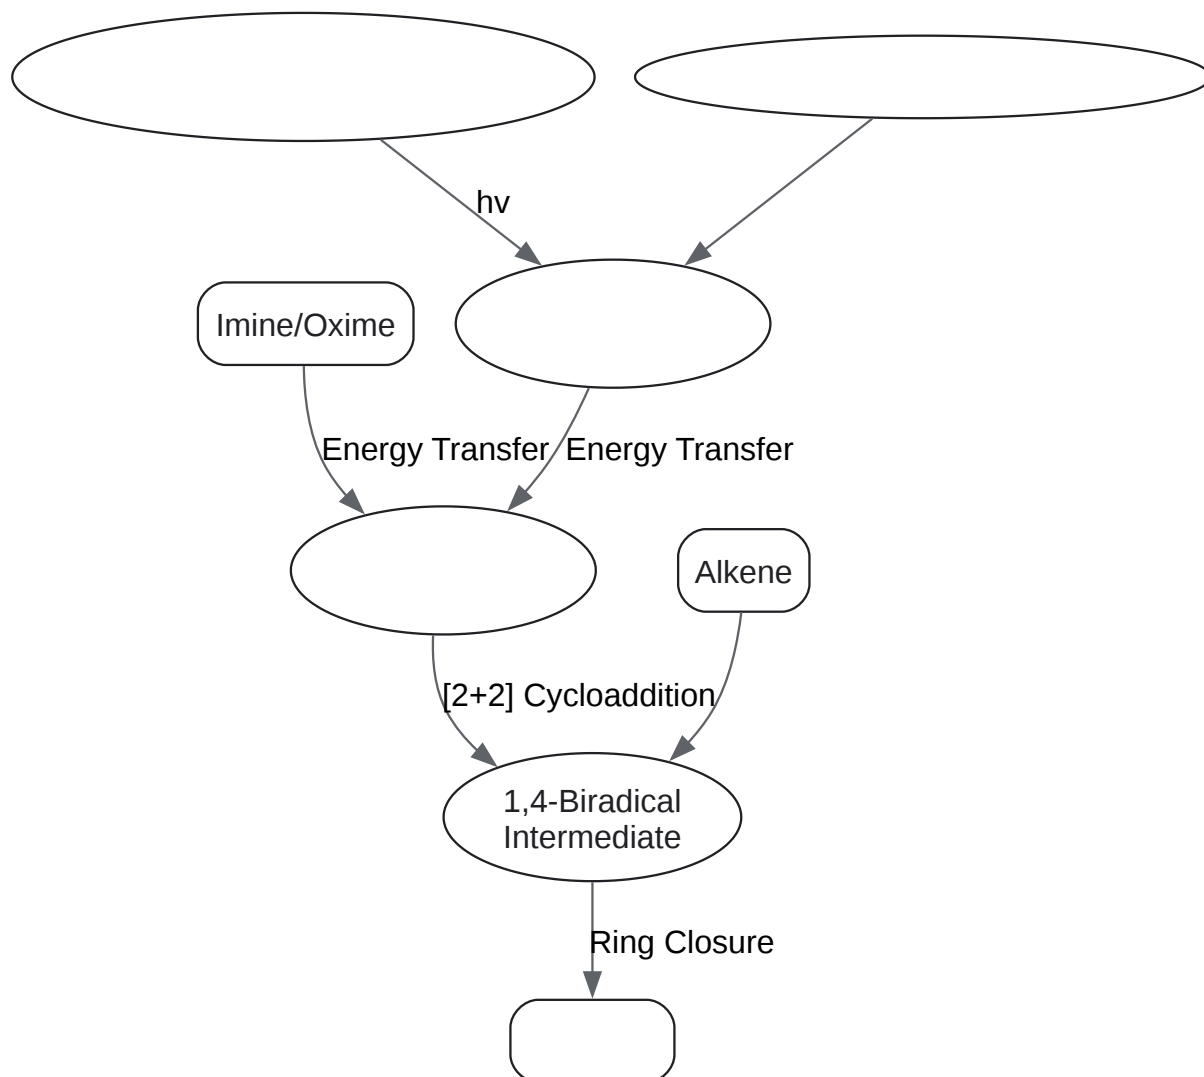 hv
Imine/Oxime
Energy Transfer
Energy Transfer
Alkene
[2+2] Cycloaddition
1,4-Biradical
Intermediate
Ring Closure